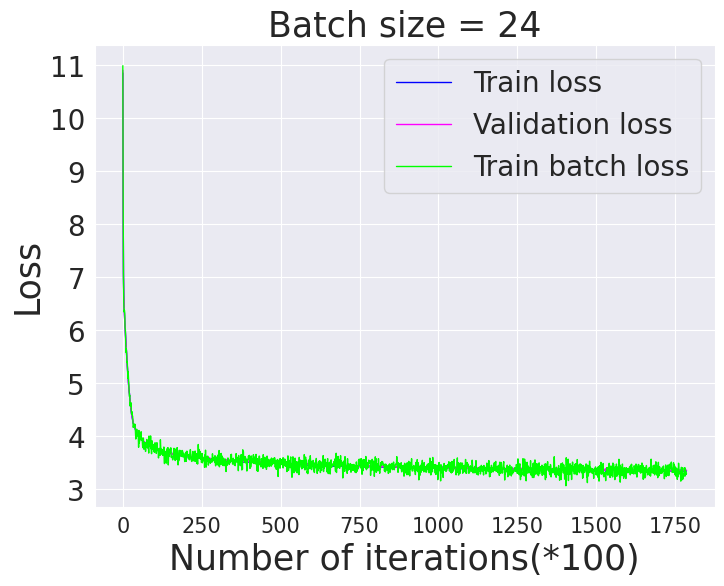 Batch size = 24
11
10
9
8
7
6
5
4
3
Loss
Train loss
Validation loss
Train batch loss
0 250 500 750 1000 1250 1500 1750
Number of iterations(*100)